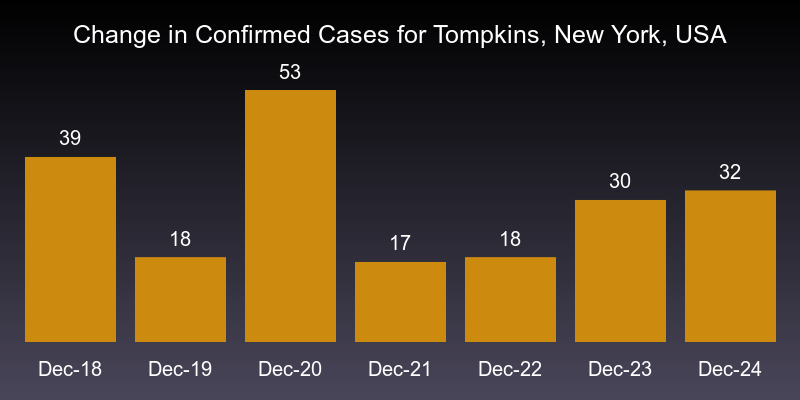 Change in Confirmed Cases for Tompkins, New York, USA
39
18
53
17
18
30
32
Dec-18
Dec-19
Dec-20
Dec-21
Dec-22
Dec-23
Dec-24